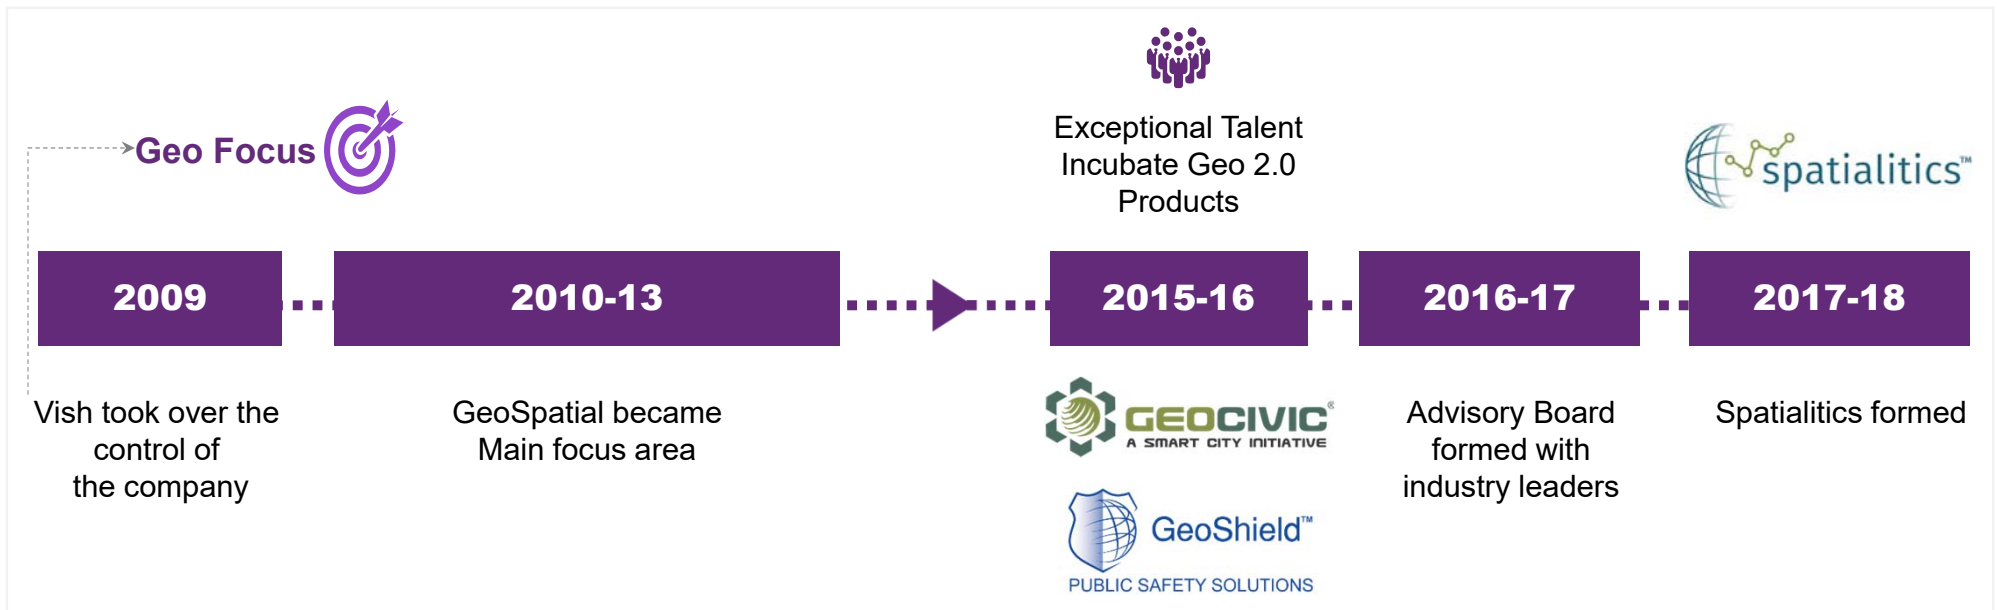 Geo Focus
Exceptional Talent
Incubate Geo 2.0
Products
spatialitics™
2009
2010-13
2015-16
2016-17
2017-18
Vish took over the
control of
the company
GeoSpatial became
Main focus area
GEOCIVIC®
A SMART CITY INITIATIVE
GeoShield™
PUBLIC SAFETY SOLUTIONS
Advisory Board
formed with
industry leaders
Spatialitics formed